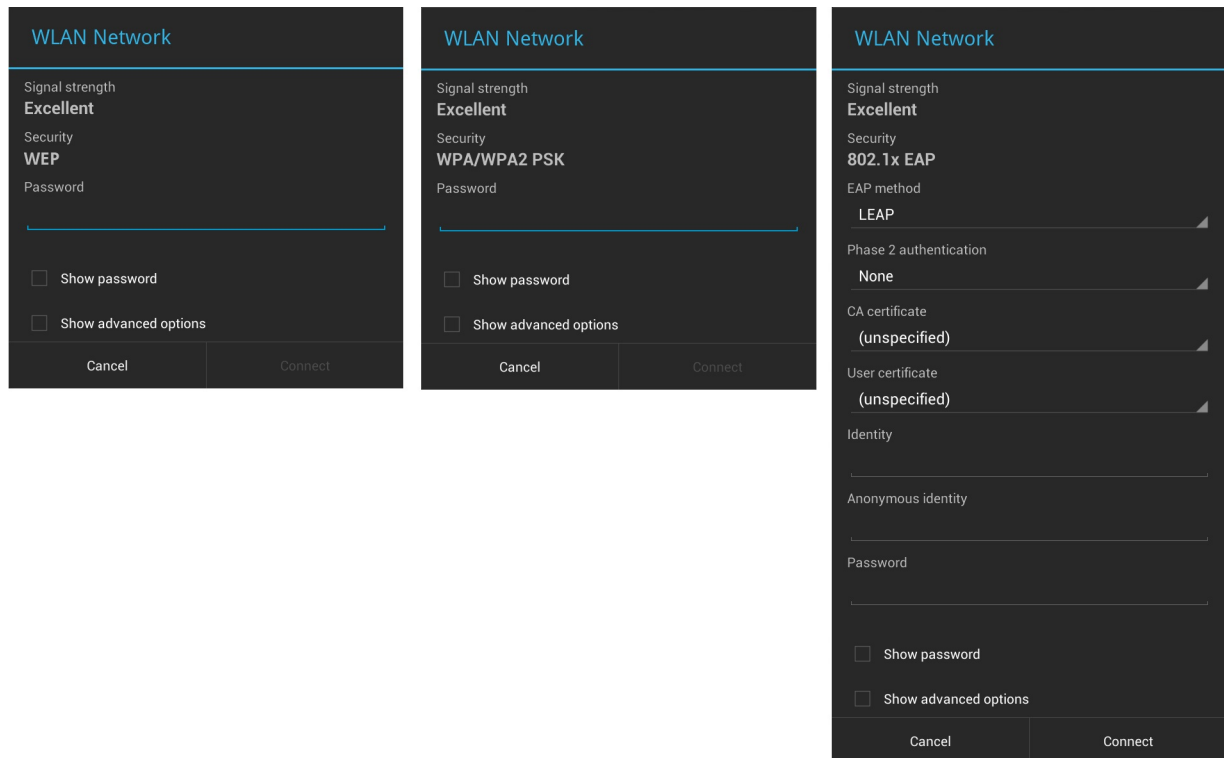 WLAN Network
Signal strength
Excellent
Security
WEP
Password
Show password
Show advanced options
Cancel
Connect
WLAN Network
Signal strength
Excellent
Security
WPA/WPA2 PSK
Password
Show password
Show advanced options
Cancel
Connect
WLAN Network
Signal strength
Excellent
Security
802.1x EAP
EAP method
LEAP
Phase 2 authentication
None
CA certificate
(unspecified)
User certificate
(unspecified)
Identity
Anonymous identity
Password
Show password
Show advanced options
Cancel
Connect